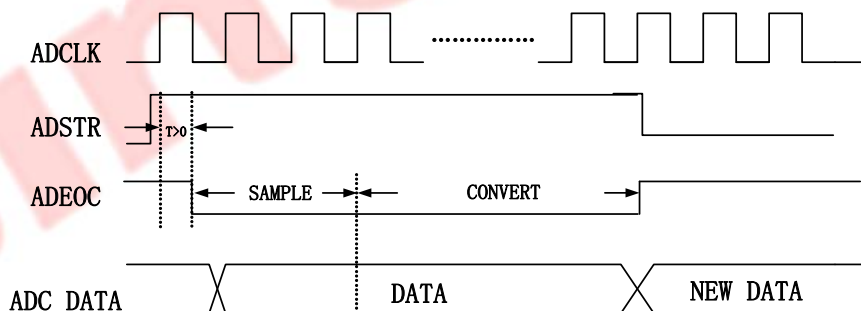 ADCLK
ADSTR T>0
ADEOC SAMPLE CONVERT
ADC DATA DATA NEW DATA